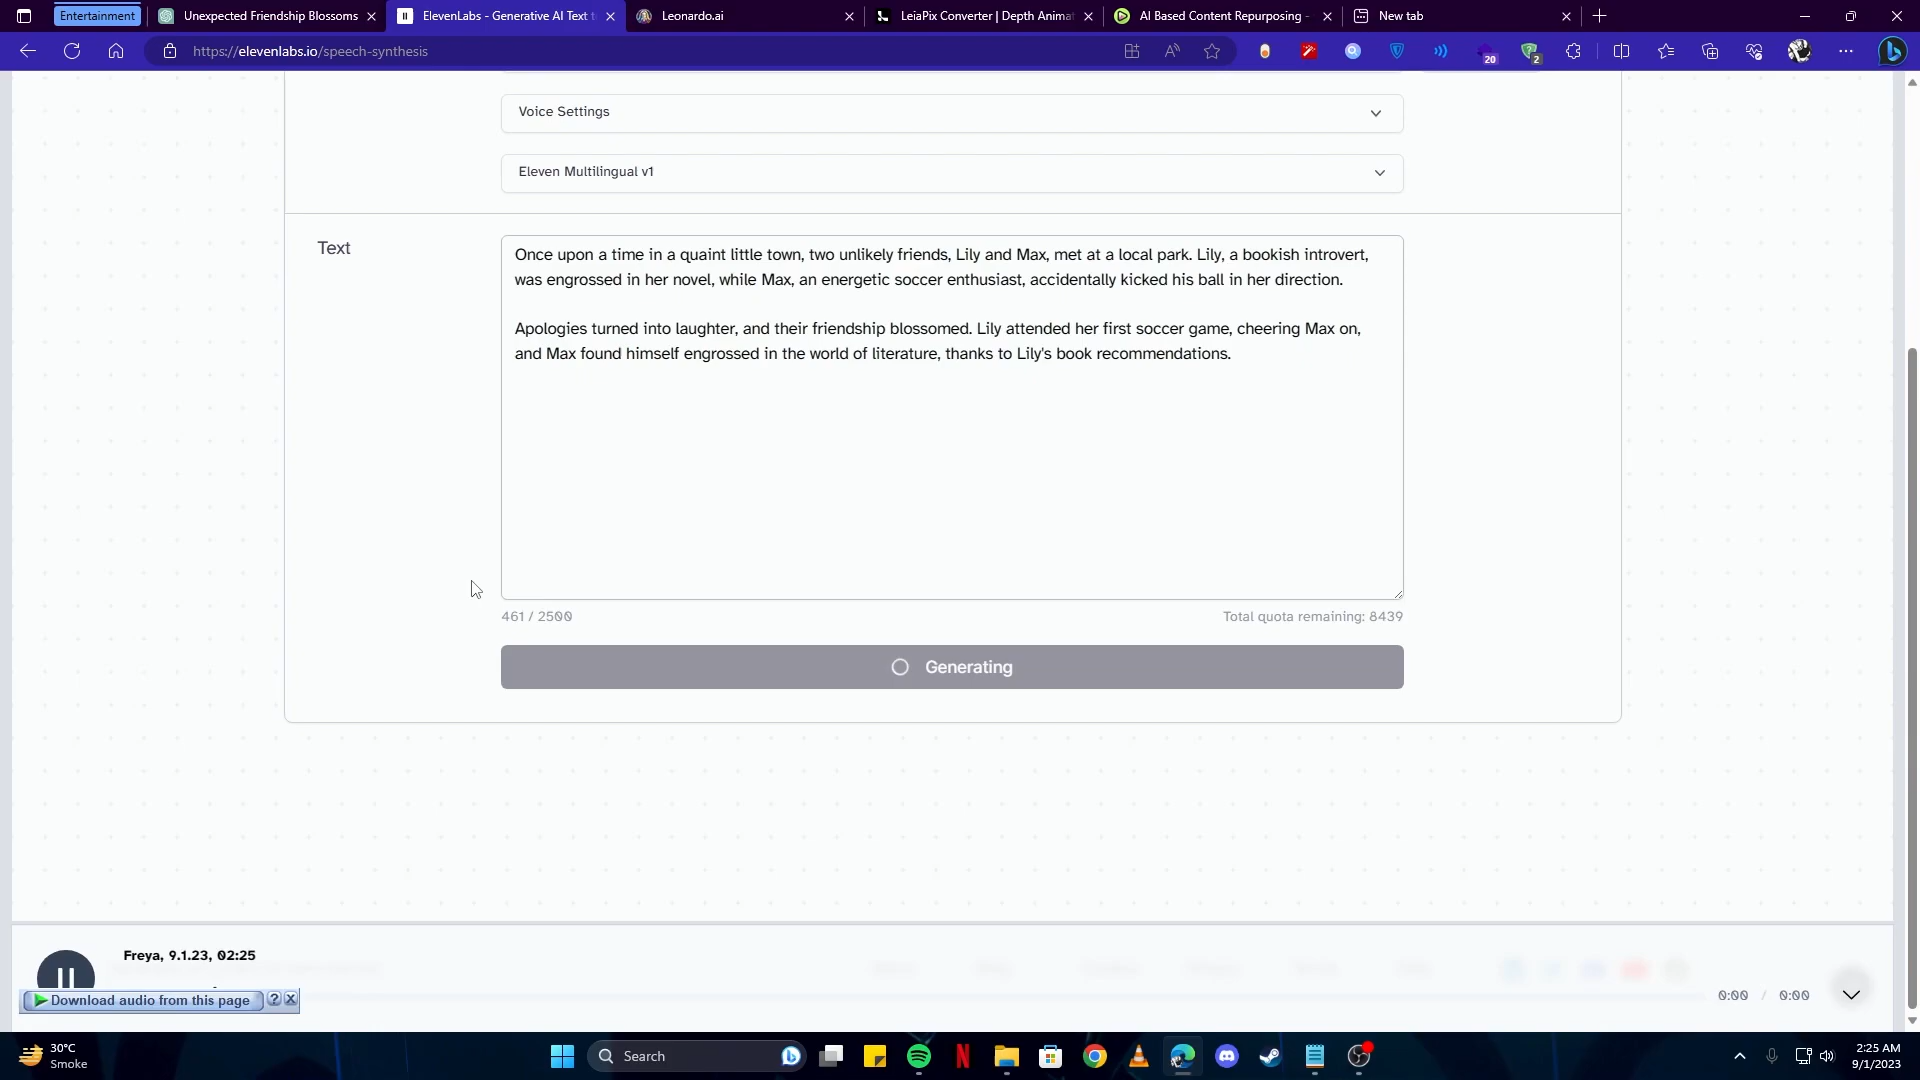 Entertainment
Unexpected Friendship Blossoms
ElevenLabs - Generative AI Text t
Leonardo.ai
LeiaPix Converter | Depth Animat
AI Based Content Repurposing -
New tab
https://elevenlabs.io/speech-synthesis
20
2
Voice Settings
Eleven Multilingual v1
Text
Once upon a time in a quaint little town, two unlikely friends, Lily and Max, met at a local park. Lily, a bookish introvert,
was engrossed in her novel, while Max, an energetic soccer enthusiast, accidentally kicked his ball in her direction.
Apologies turned into laughter, and their friendship blossomed. Lily attended her first soccer game, cheering Max on,
and Max found himself engrossed in the world of literature, thanks to Lily's book recommendations.
461 / 2500
Total quota remaining: 8439
Generating
Freya, 9.1.23, 02:25
Download audio from this page
?
0:00 / 0:00
30°C
Smoke
Search
2:25 AM
9/1/2023